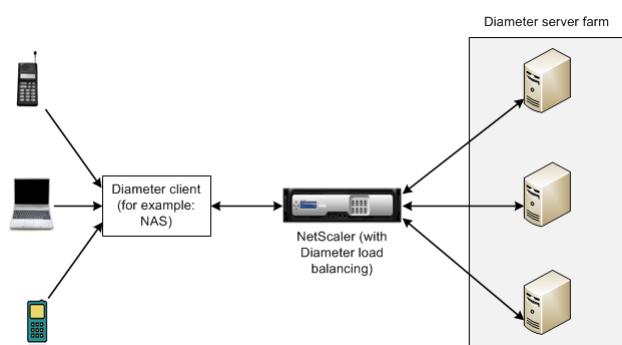 Diameter server farm
Diameter client
(for example:
NAS)
NetScaler (with
Diameter load
balancing)